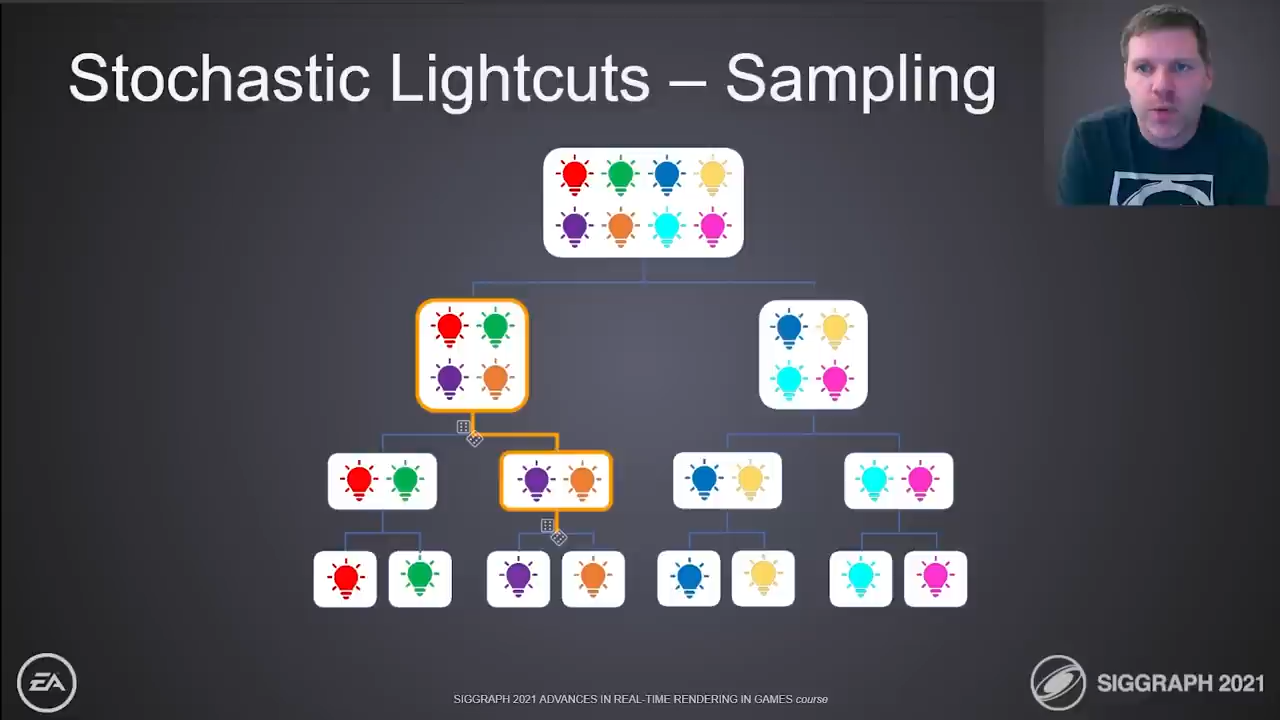 Stochastic Lightcuts – Sampling
EA
SIGGRAPH 2021 ADVANCES IN REAL-TIME RENDERING IN GAMES course
SIGGRAPH 2021